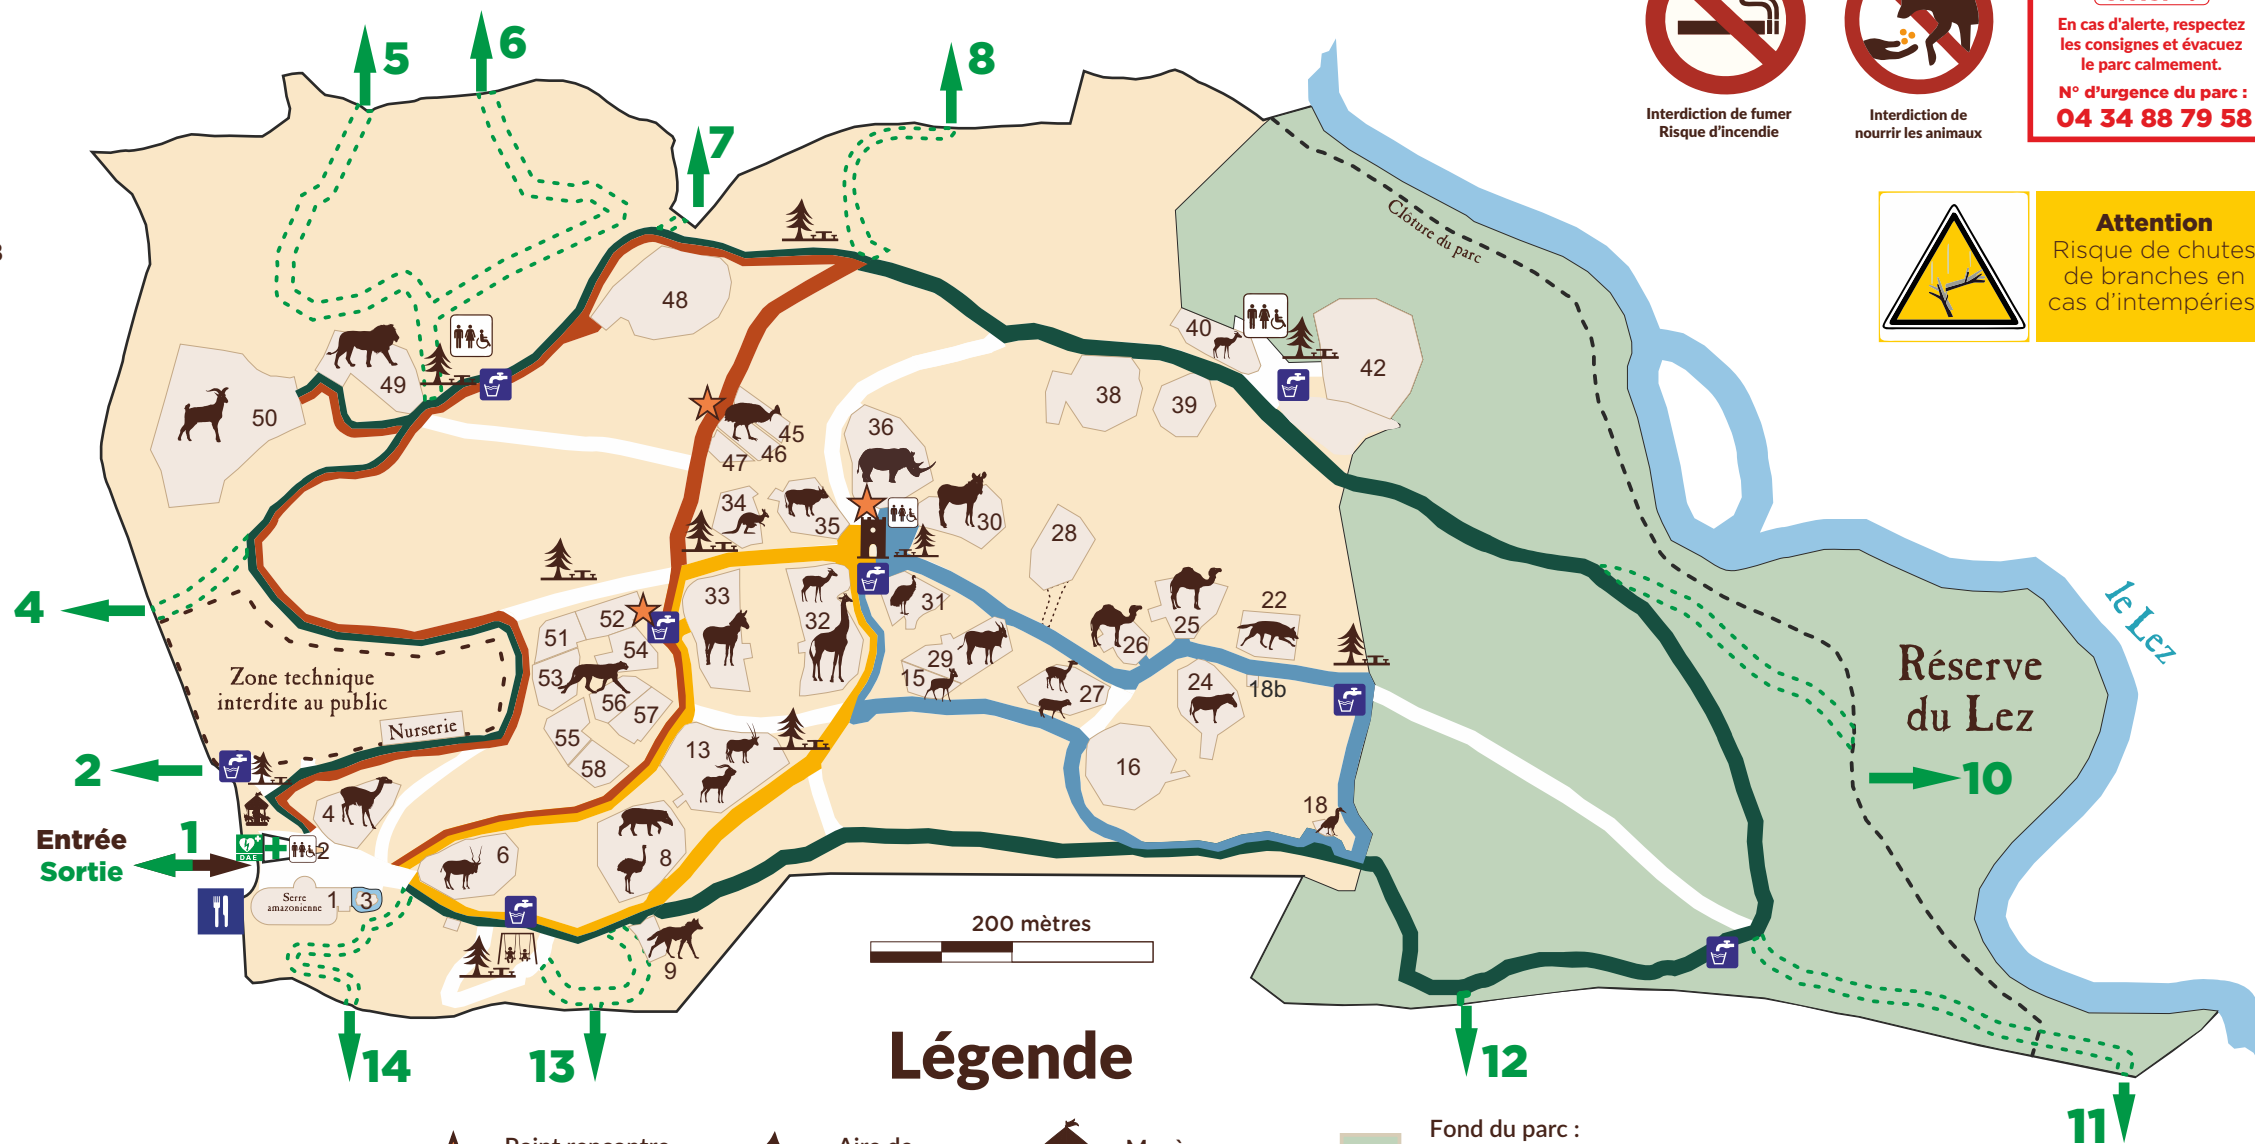 5
6
8
7
Interdiction de fumer
Risque d'incendie
Interdiction de
nourrir les animaux
En cas d'alerte, respectez
les consignes et évacuez
le parc calmement.
N° d'urgence du parc :
04 34 88 79 58
Attention
Risque de chutes
de branches en
cas d'intempéries
Clôture du parc
48
40
42
49
50
38
39
36
45
46
47
34
35
30
28
4
33
32
31
22
52
51
54
53
56
57
55
58
29
15
26
25
27
24
18b
16
13
18
le Lez
Réserve
du Lez
Zone technique
interdite au public
Nurserie
2
10
4
Entrée
1
Sortie
DAE
2
6
8
Serre
amazonienne
1
3
9
200 mètres
14
13
12
11
Légende
Point rencontre
Aire de
Fond du parc :